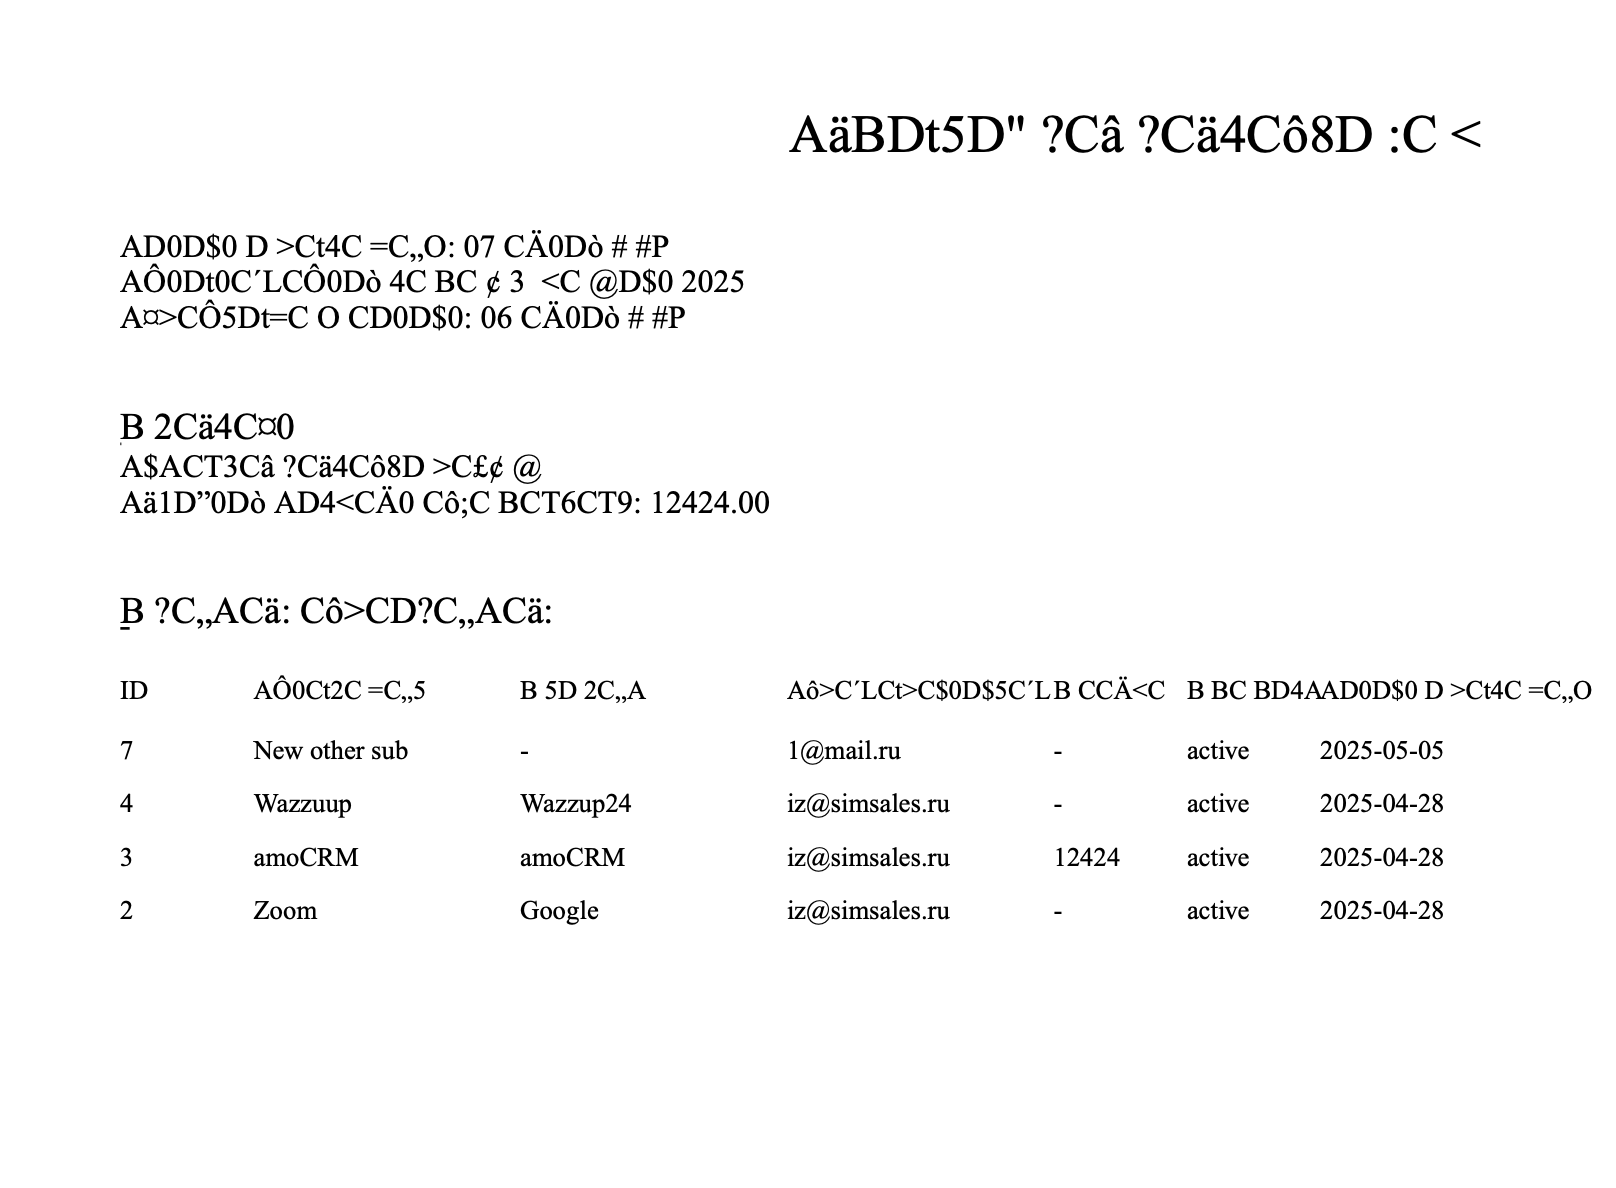 AäBDt5D" ?Câ ?Cä4Cô8D :C <
AD0D$0 D >Ct4C =C„O: 07 CÄ0Dò # #P
AÔ0Dt0C´LCÔ0Dò 4C BC ¢ 3  <C @D$0 2025
A¤>CÔ5Dt=C O CD0D$0: 06 CÄ0Dò # #P
B 2Cä4C¤0
A$ACT3Câ ?Cä4Cô8D >C£¢ @
Aä1D”0Dò AD4<CÄ0 Cô;C BCT6CT9: 12424.00
B ?C„ACä: Cô>CD?C„ACä:
ID AÔ0Ct2C =C„5 B 5D 2C„A Aô>C´LCt>C$0D$5C´L B CCÄ<C B BC BD4AAD0D$0 D >Ct4C =C„O
7 New other sub - 1@mail.ru - active 2025-05-05
4 Wazzuup Wazzup24 iz@simsales.ru - active 2025-04-28
3 amoCRM amoCRM iz@simsales.ru 12424 active 2025-04-28
2 Zoom Google iz@simsales.ru - active 2025-04-28